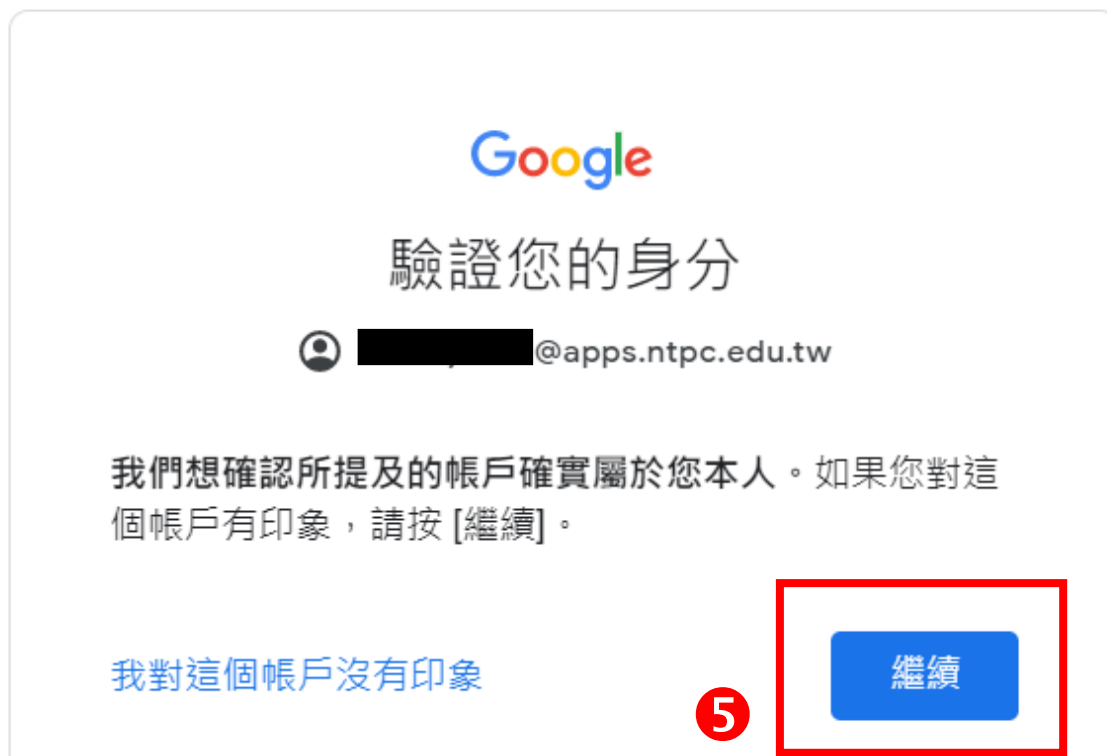 Google
驗證您的身分
@apps.ntpc.edu.tw
我們想確認所提及的帳戶確實屬於您本人。如果您對這
個帳戶有印象，請按 [繼續]。
我對這個帳戶沒有印象
5
繼續